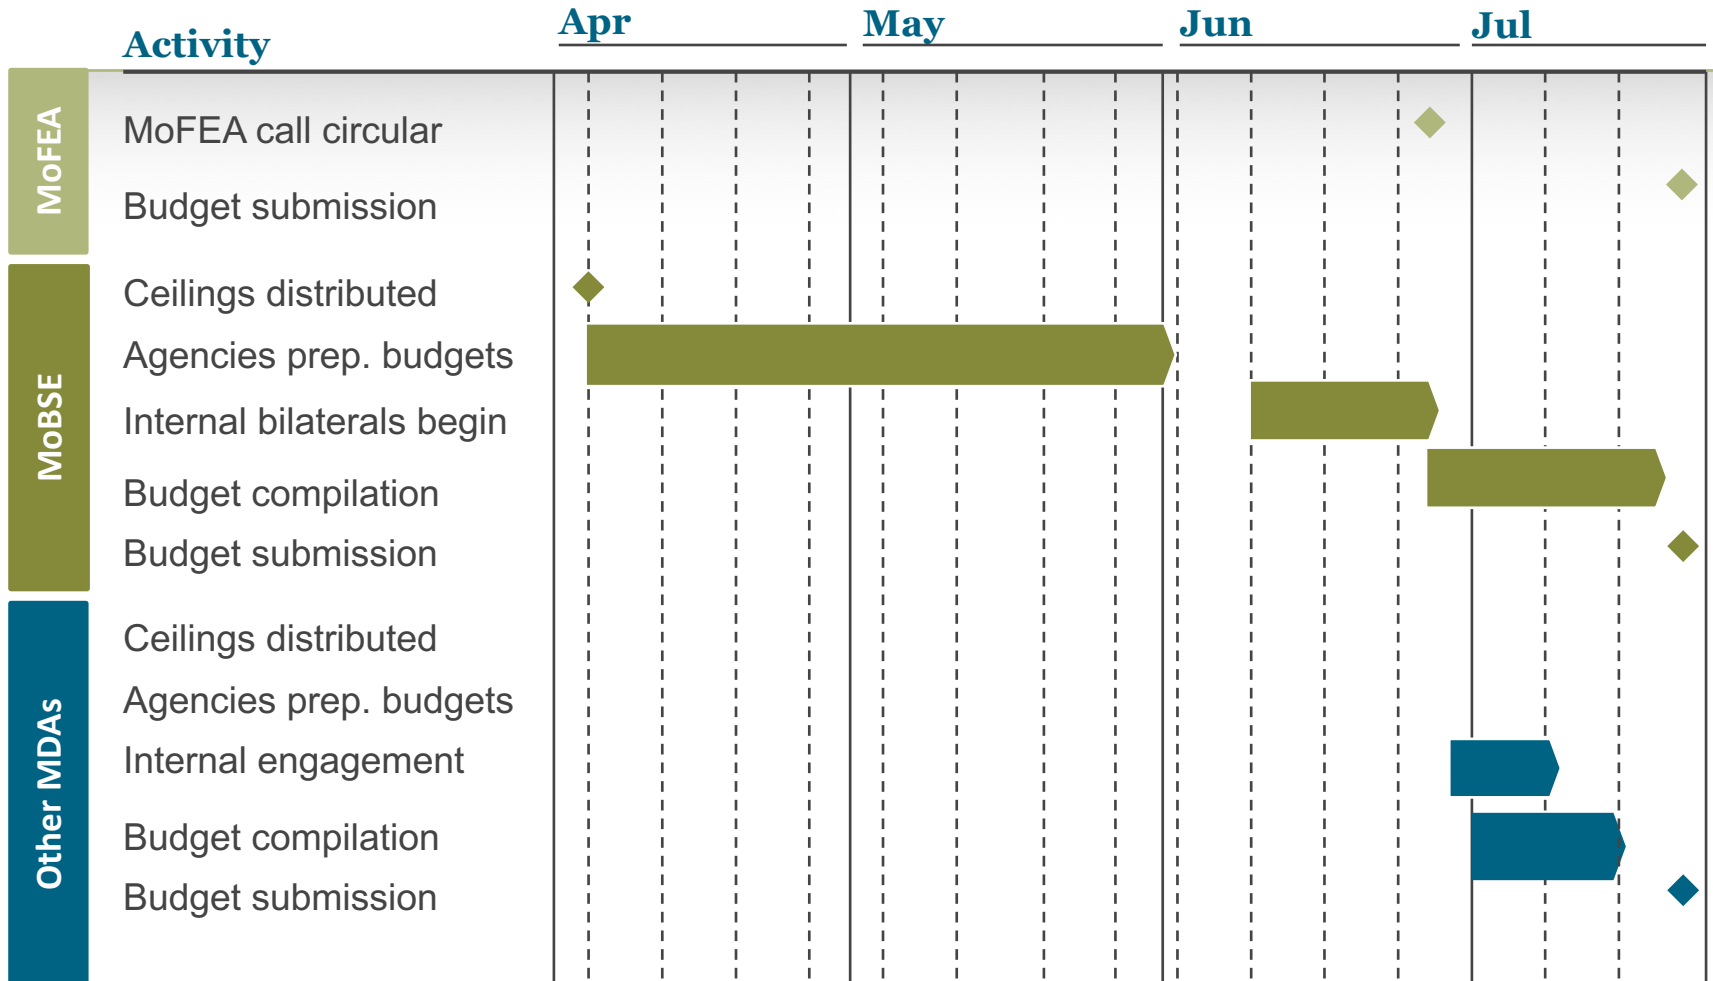 Apr May Jun Jul
Activity
MoFEA
MoFEA call circular
Budget submission
MoBSE
Ceilings distributed
Agencies prep. budgets
Internal bilaterals begin
Budget compilation
Budget submission
Other MDAs
Ceilings distributed
Agencies prep. budgets
Internal engagement
Budget compilation
Budget submission